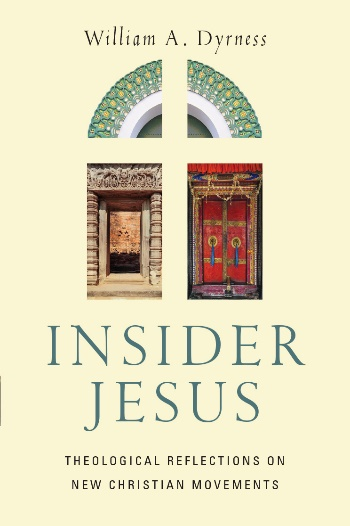 William A. Dyrness
INSIDER
JESUS
THEOLOGICAL REFLECTIONS ON
NEW CHRISTIAN MOVEMENTS